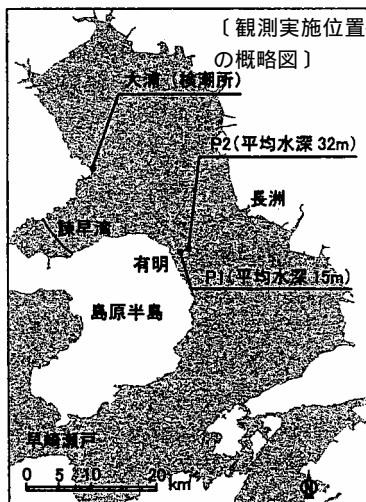 〔観測実施位置
の概略図〕
大浦（検潮所）
P2（平均水深 32m）
長洲
諫早湾
有明
P1（平均水深 15m）
島原半島
早崎瀬戸
0 5 10 20 km